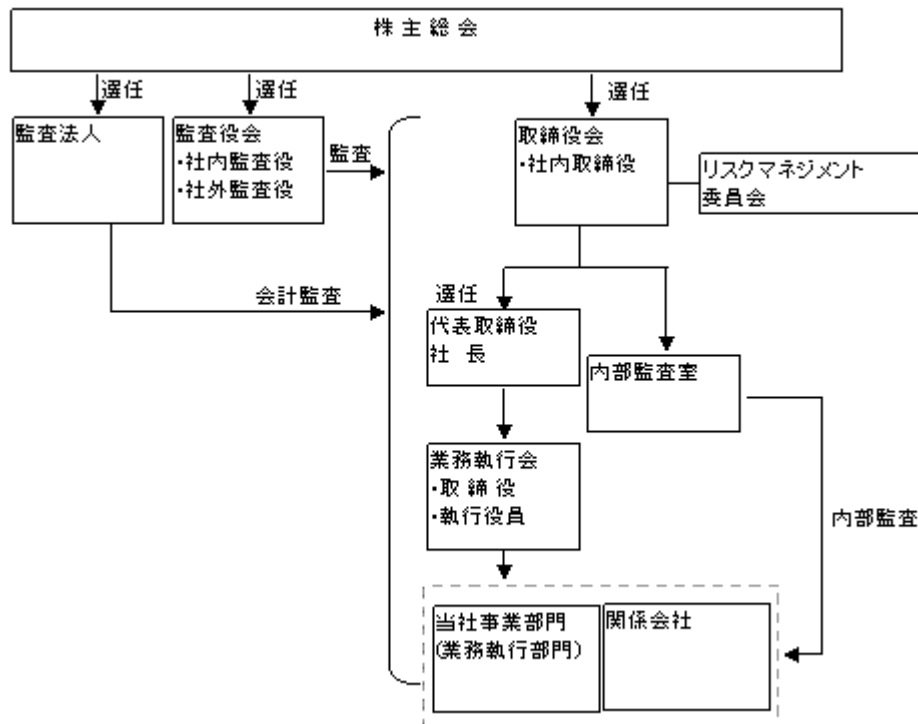 株主総会
選任
選任
選任
監査法人
監査役会
・社内監査役
・社外監査役
監査
取締役会
・社内取締役
リスクマネジメント
委員会
会計監査
選任
代表取締役
社 長
内部監査室
業務執行会
・取 締 役
・執行役員
内部監査
当社事業部門
(業務執行部門)
関係会社